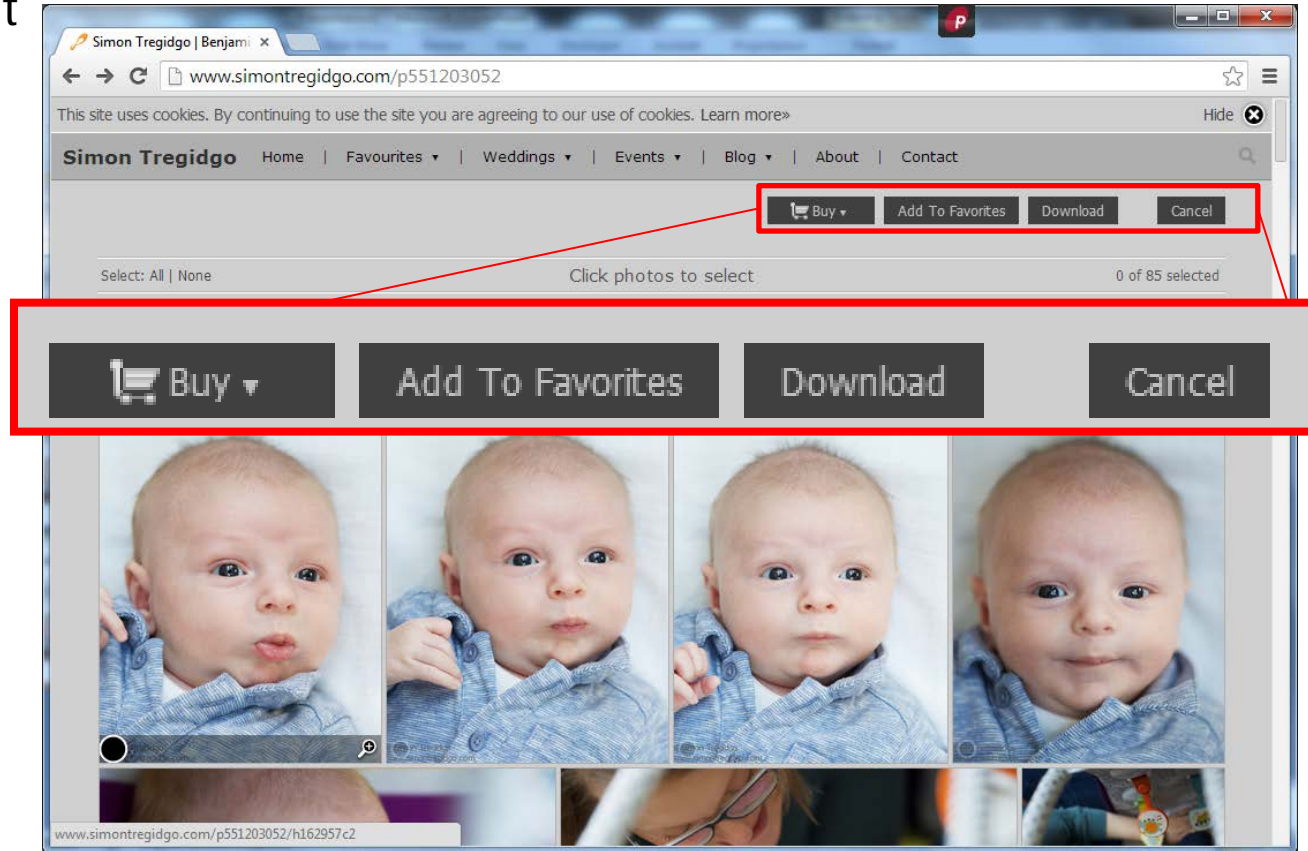 t
Simon Tregidgo | Benjami
www.simontregidgo.com/p551203052
This site uses cookies. By continuing to use the site you are agreeing to our use of cookies. Learn more» Hide
Simon Tregidgo Home | Favourites ▾ | Weddings ▾ | Events ▾ | Blog ▾ | About | Contact
Buy ▾ Add To Favorites Download Cancel
Select: All | None Click photos to select 0 of 85 selected
Buy ▾ Add To Favorites Download Cancel
www.simontregidgo.com/p551203052/h162957c2